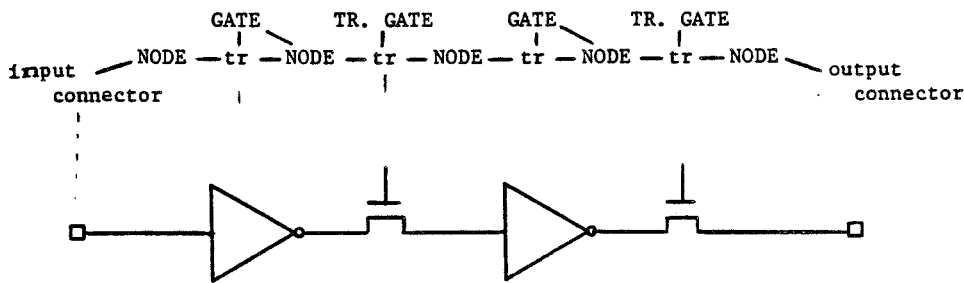 GATE TR. GATE GATE TR. GATE
input NODE tr NODE tr NODE tr NODE tr NODE output
connector connector